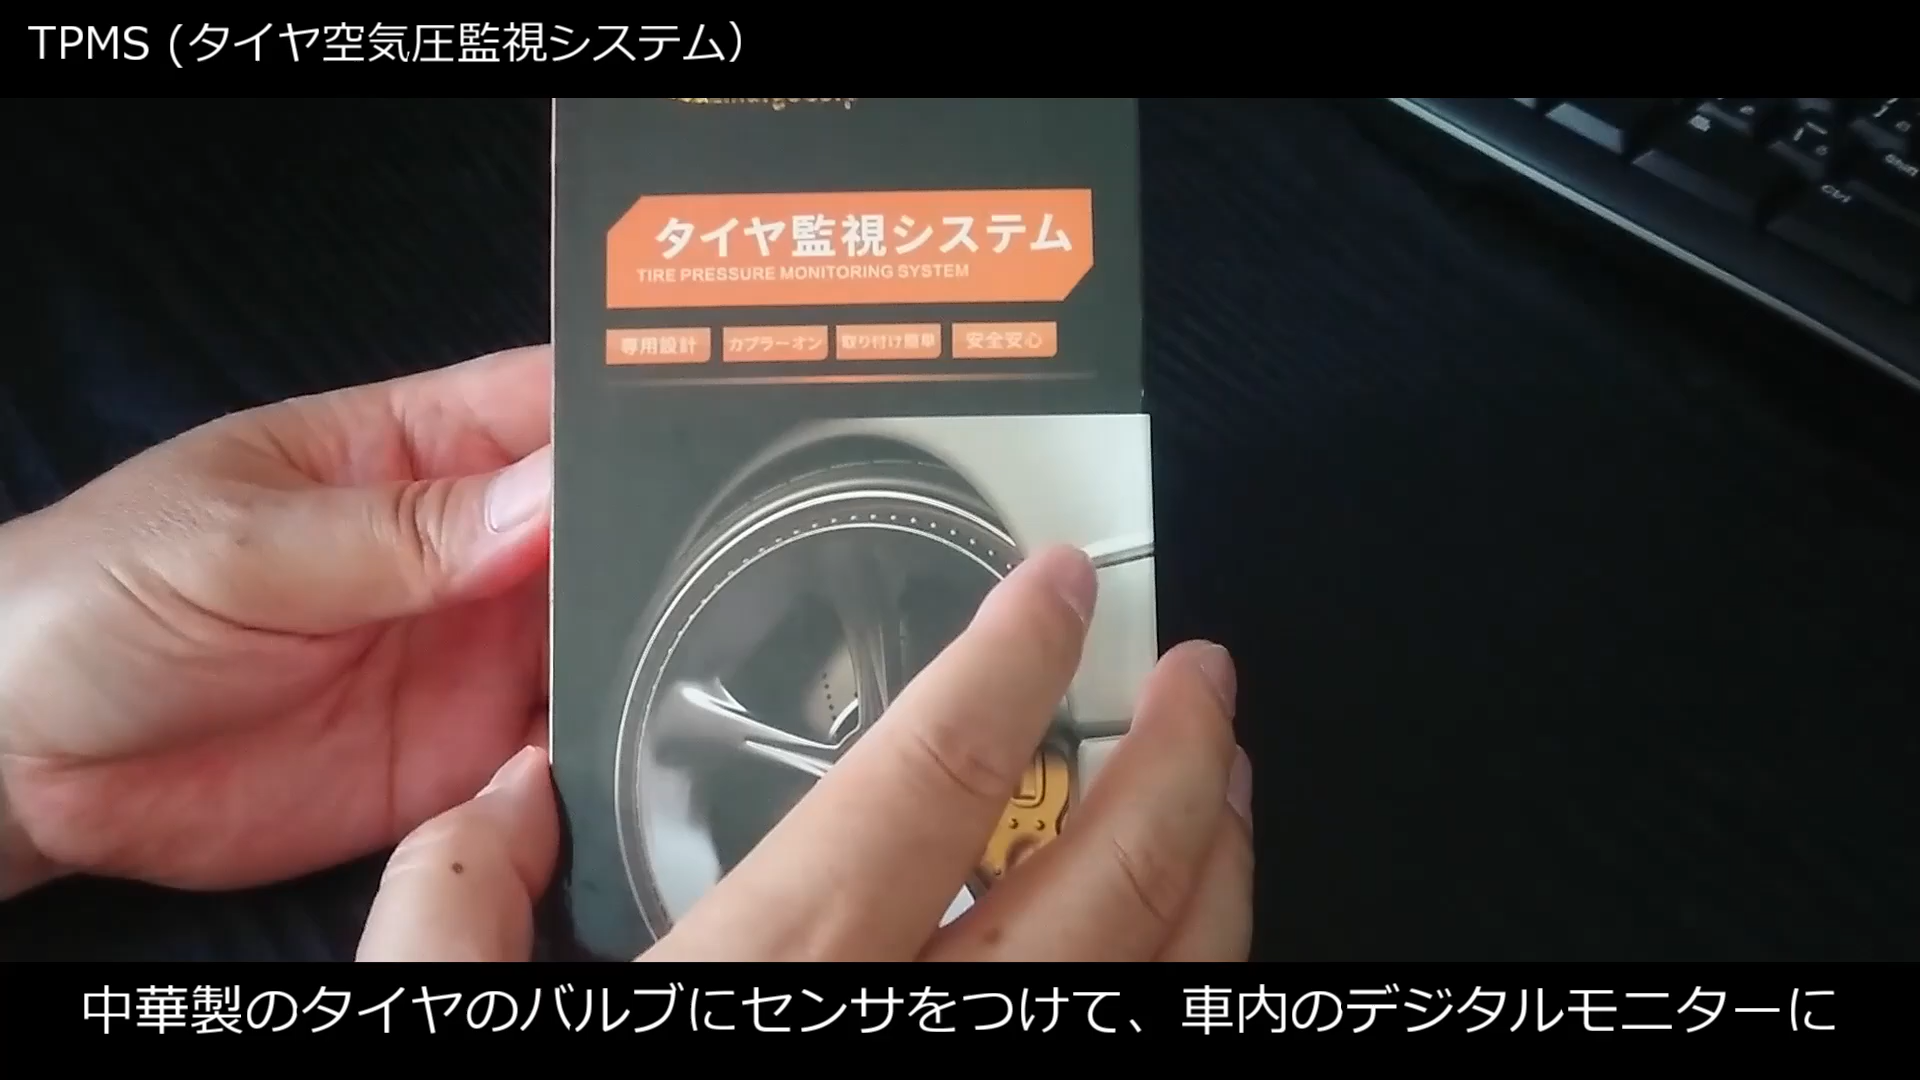 TPMS (タイヤ空気圧監視システム)
タイヤ監視システム
TIRE PRESSURE MONITORING SYSTEM
専用設計 カプラーオン 取り付け簡単 安全安心
Ctrl
Shift
中華製のタイヤのバルブにセンサをつけて、車内のデジタルモニターに